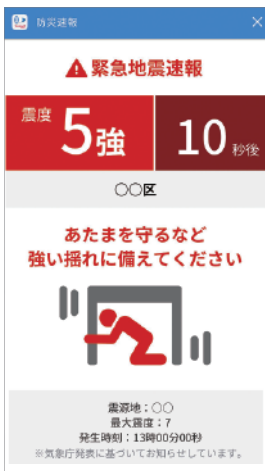 防災速報
緊急地震速報
震度 5強
10 秒後
○○区
あたまを守るなど
強い揺れに備えてください
震源地：○○
最大震度：7
発生時刻：13時00分00秒
※気象庁発表に基づいてお知らせしています。